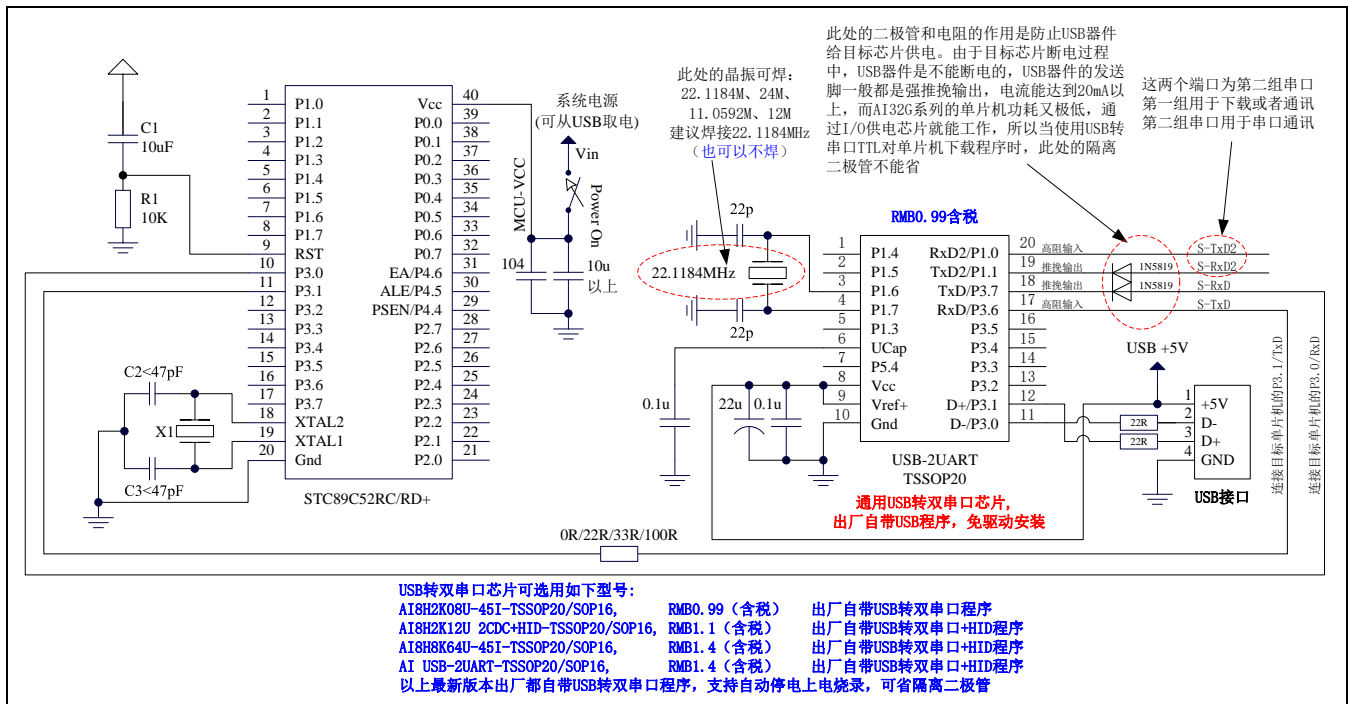 此处的二极管和电阻的作用是防止USB器件
给目标芯片供电。由于目标芯片断电过程
中，USB器件是不能断电的，USB器件的发送
脚一般都是强推挽输出，电流能达到20mA以
上，而AI32G系列的单片机功耗又极低，通
过I/O供电芯片就能工作，所以当使用USB转
串口TTL对单片机下载程序时，此处的隔离
二极管不能省
这两个端口为第二组串口
第一组用于下载或者通讯
第二组串口用于串口通讯
此处的晶振可焊：
22.1184M、24M、
11.0592M、12M
建议焊接22.1184MHz
（也可以不焊）
系统电源
(可从USB取电)
Vin
Power On
MCU-VCC
104
10u
以上
C1
10uF
R1
10K
1 P1.0 Vcc 40
2 P1.1 P0.0 39
3 P1.2 P0.1 38
4 P1.3 P0.2 37
5 P1.4 P0.3 36
6 P1.5 P0.4 35
7 P1.6 P0.5 34
8 P1.7 P0.6 33
9 RST P0.7 32
10 P3.0 EA/P4.6 31
11 P3.1 ALE/P4.5 30
12 P3.2 PSEN/P4.4 29
13 P3.3 P2.7 28
14 P3.4 P2.6 27
15 P3.5 P2.5 26
16 P3.6 P2.4 25
17 P3.7 P2.3 24
18 XTAL2 P2.2 23
19 XTAL1 P2.1 22
20 Gnd P2.0 21
STC89C52RC/RD+
C2<47pF
X1
C3<47pF
22p
22.1184MHz
22p
0.1u
22u
0.1u
RMB0.99含税
1 P1.4 RxD2/P1.0 20 高阻输入 S-TxD2
2 P1.5 TxD2/P1.1 19 推挽输出 1N5819 S-RxD2
3 P1.6 TxD/P3.7 18 推挽输出 1N5819 S-RxD
4 P1.7 RxD/P3.6 17 高阻输入 S-TxD
5 P1.3 P3.5 16
6 UCap P3.4 15
7 P5.4 P3.3 14
8 Vcc P3.2 13
9 Vref+ D+/P3.1 12
10 Gnd D-/P3.0 11
USB-2UART
TSSOP20
通用USB转双串口芯片，
出厂自带USB程序，免驱动安装
USB +5V
22R
22R
1 +5V
2 D-
3 D+
4 GND
USB接口
连接目标单片机的P3.1/TxD
连接目标单片机的P3.0/RxD
0R/22R/33R/100R
USB转双串口芯片可选用如下型号:
AI8H2K08U-45I-TSSOP20/SOP16, RMB0.99（含税） 出厂自带USB转双串口程序
AI8H2K12U 2CDC+HID-TSSOP20/SOP16, RMB1.1（含税） 出厂自带USB转双串口+HID程序
AI8H8K64U-45I-TSSOP20/SOP16, RMB1.4（含税） 出厂自带USB转双串口+HID程序
AI USB-2UART-TSSOP20/SOP16, RMB1.4（含税） 出厂自带USB转双串口+HID程序
以上最新版本出厂都自带USB转双串口程序，支持自动停电上电烧录，可省隔离二极管